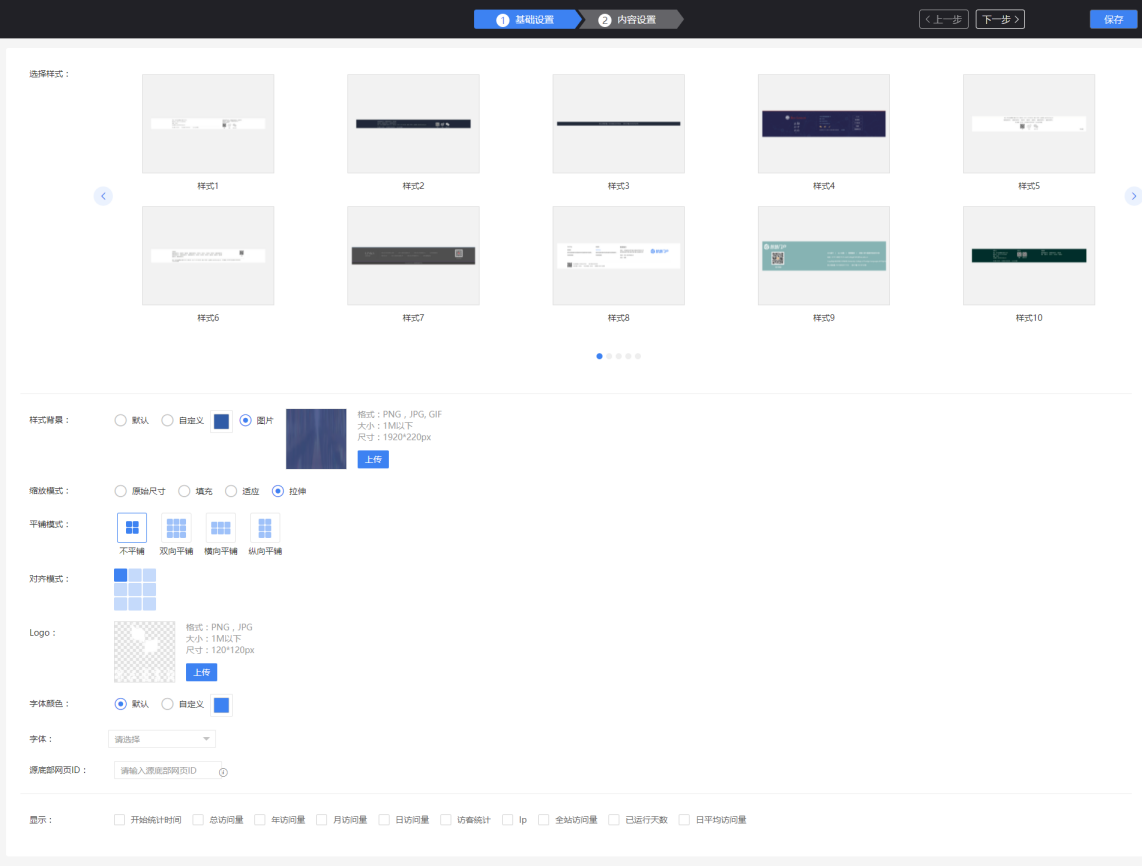 1 基础设置 2 内容设置 上一步 下一步 保存
选择样式：
样式1 样式2 样式3 样式4 样式5
样式6 样式7 样式8 样式9 样式10
样式背景： 默认 自定义 图片
格式：PNG，JPG, GIF
大小：1M以下
尺寸：1920*220px
上传
缩放模式： 原始尺寸 填充 适应 拉伸
平铺模式：
不平铺 双向平铺 横向平铺 纵向平铺
对齐模式：
Logo：
格式：PNG，JPG
大小：1M以下
尺寸：120*120px
上传
字体颜色： 默认 自定义
字体： 请选择
源底部网页ID： 请输入源底部网页ID
显示： 开始统计时间 总访问量 年访问量 月访问量 日访问量 访客统计 Ip 全站访问量 已运行天数 日平均访问量